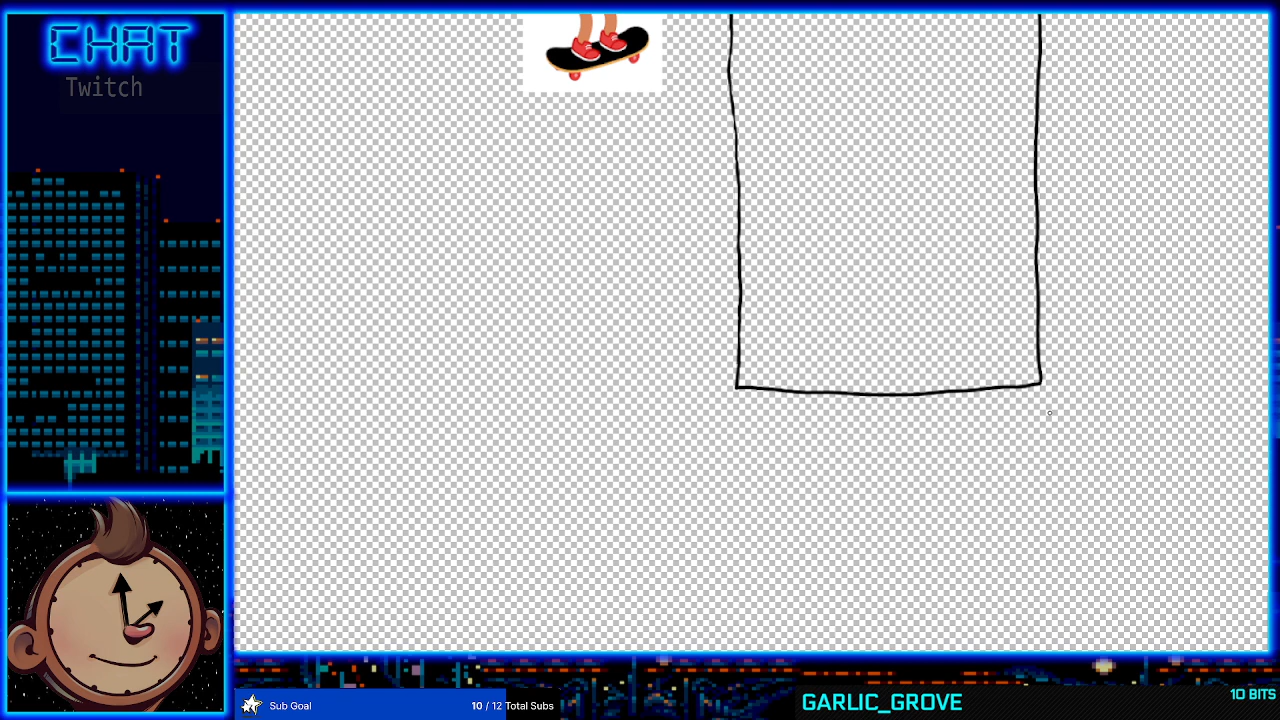 CHAT
Twitch
Sub Goal
10 / 12 Total Subs
GARLIC_GROVE
10 BITS